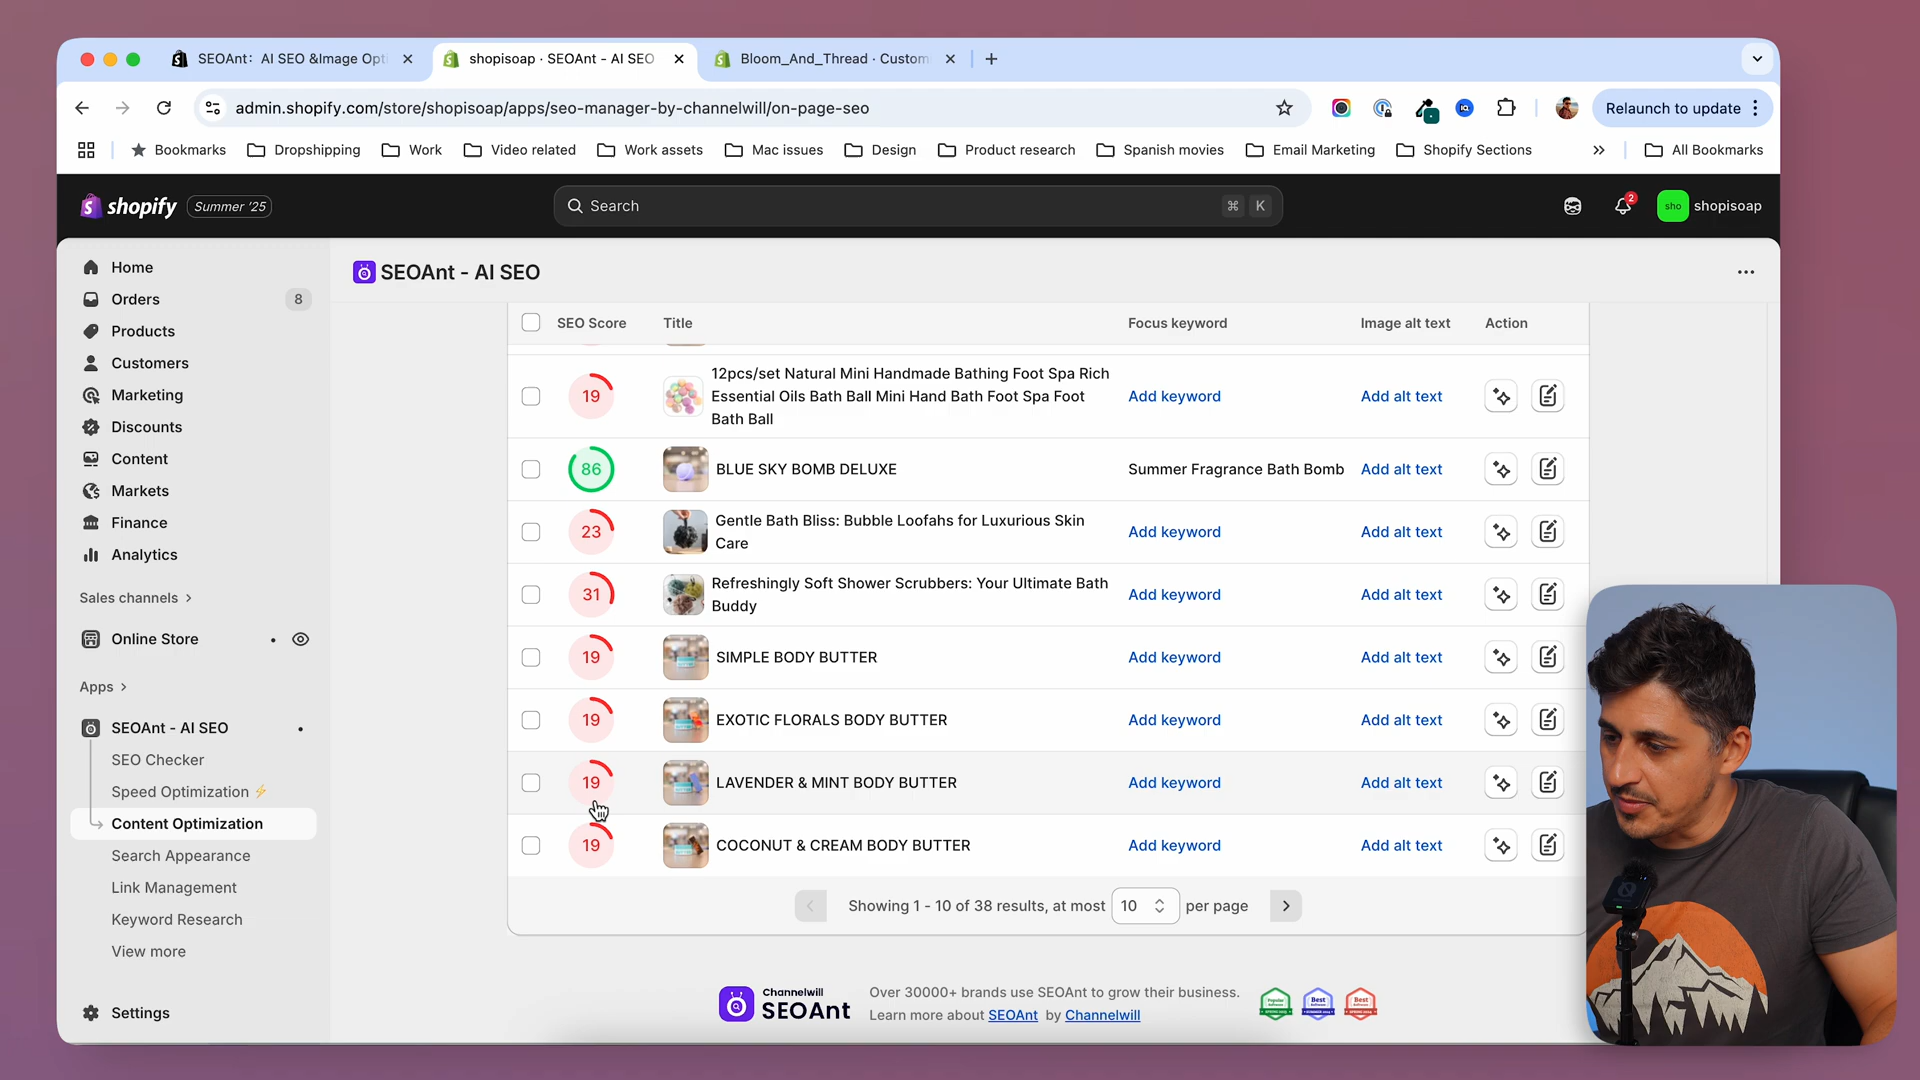 SEOAnt: AI SEO &Image Opti
shopisoap · SEOAnt - AI SEO
Bloom_And_Thread · Custom
admin.shopify.com/store/shopisoap/apps/seo-manager-by-channelwill/on-page-seo
Relaunch to update
Bookmarks
Dropshipping
Work
Video related
Work assets
Mac issues
Design
Product research
Spanish movies
Email Marketing
Shopify Sections
All Bookmarks
shopify
Summer '25
Search
⌘ K
2
sho
shopisoap
Home
Orders
8
Products
Customers
Marketing
Discounts
Content
Markets
Finance
Analytics
Sales channels
Online Store
Apps
SEOAnt - AI SEO
SEO Checker
Speed Optimization
Content Optimization
Search Appearance
Link Management
Keyword Research
View more
Settings
SEOAnt - AI SEO
SEO Score Title Focus keyword Image alt text Action
19
12pcs/set Natural Mini Handmade Bathing Foot Spa Rich
Essential Oils Bath Ball Mini Hand Bath Foot Spa Foot
Bath Ball
Add keyword Add alt text
86 BLUE SKY BOMB DELUXE Summer Fragrance Bath Bomb Add alt text
23
Gentle Bath Bliss: Bubble Loofahs for Luxurious Skin
Care
Add keyword Add alt text
31
Refreshingly Soft Shower Scrubbers: Your Ultimate Bath
Buddy
Add keyword Add alt text
19 SIMPLE BODY BUTTER Add keyword Add alt text
19 EXOTIC FLORALS BODY BUTTER Add keyword Add alt text
19 LAVENDER & MINT BODY BUTTER Add keyword Add alt text
19 COCONUT & CREAM BODY BUTTER Add keyword Add alt text
Showing 1 - 10 of 38 results, at most 10 per page
Channelwill
SEOAnt
Over 30000+ brands use SEOAnt to grow their business.
Learn more about SEOAnt by Channelwill
Best
Best